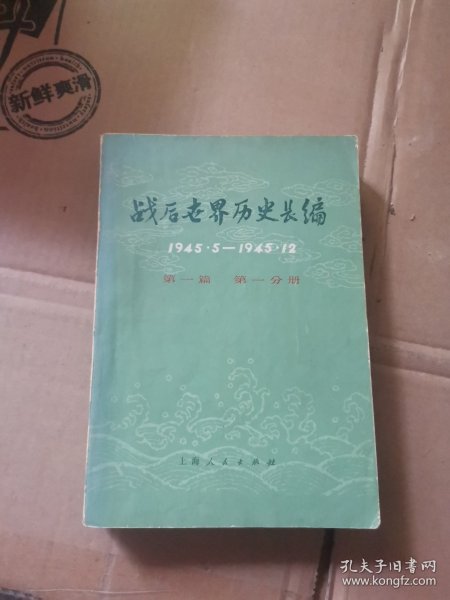 新鲜爽滑
战后世界历史长编
1945·5—1945·12
第一篇 第一分册
上海人民出版社
孔夫子旧书网
www.kongfz.com